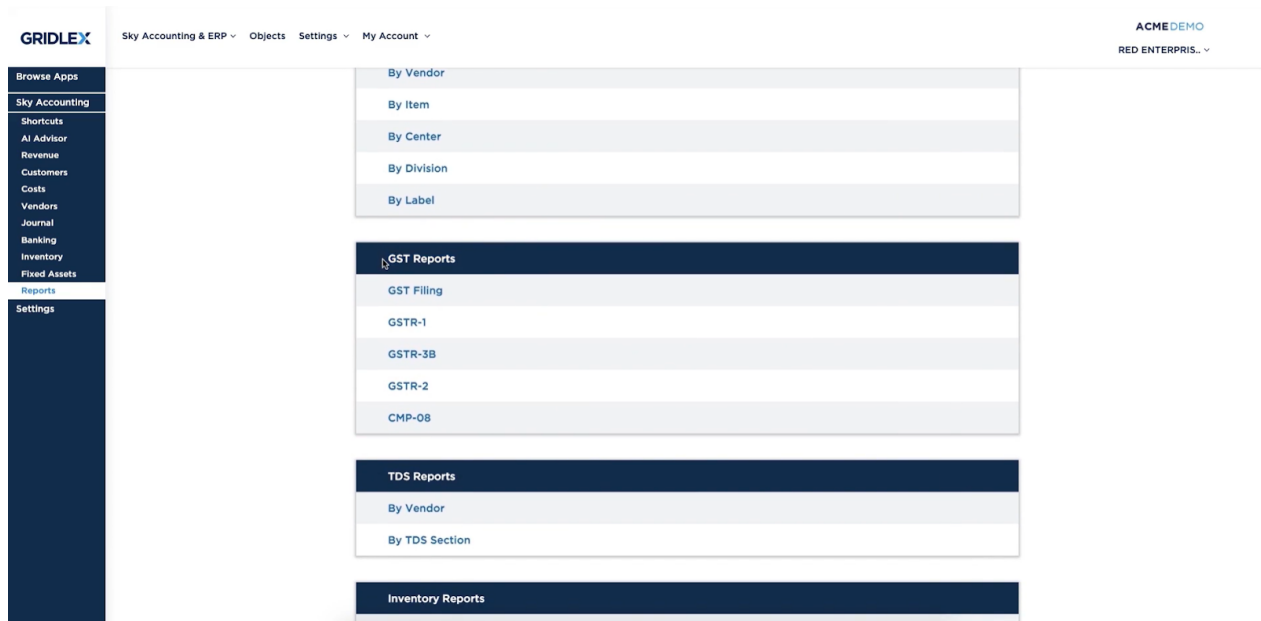 GRIDLEX
Sky Accounting & ERP Objects Settings My Account
ACMEDEMO
RED ENTERPRIS..
Browse Apps
Sky Accounting
Shortcuts
AI Advisor
Revenue
Customers
Costs
Vendors
Journal
Banking
Inventory
Fixed Assets
Reports
Settings
By Vendor
By Item
By Center
By Division
By Label
GST Reports
GST Filing
GSTR-1
GSTR-3B
GSTR-2
CMP-08
TDS Reports
By Vendor
By TDS Section
Inventory Reports